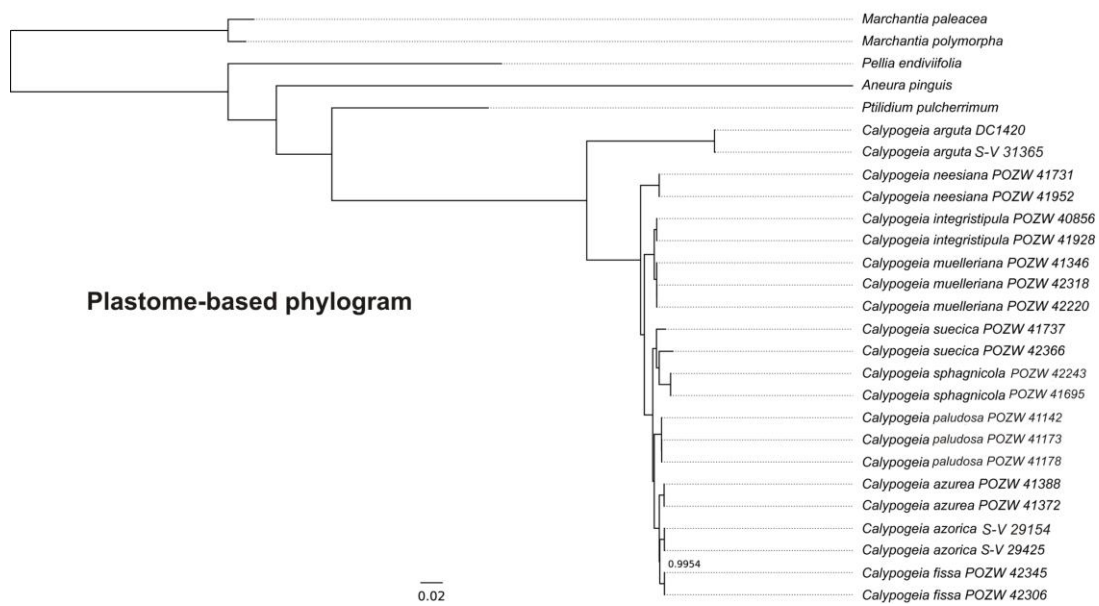 Marchantia paleacea
Marchantia polymorpha
Pellia endiviifolia
Aneura pinguis
Ptilidium pulcherrimum
Calypogeia arguta DC1420
Calypogeia arguta S-V 31365
Calypogeia neesiana POZW 41731
Calypogeia neesiana POZW 41952
Calypogeia integristipula POZW 40856
Calypogeia integristipula POZW 41928
Calypogeia muelleriana POZW 41346
Calypogeia muelleriana POZW 42318
Plastome-based phylogram
Calypogeia muelleriana POZW 42220
Calypogeia suecica POZW 41737
Calypogeia suecica POZW 42366
Calypogeia sphagnicola POZW 42243
Calypogeia sphagnicola POZW 41695
Calypogeia paludosa POZW 41142
Calypogeia paludosa POZW 41173
Calypogeia paludosa POZW 41178
Calypogeia azurea POZW 41388
Calypogeia azurea POZW 41372
Calypogeia azorica S-V 29154
Calypogeia azorica S-V 29425
0.9954
Calypogeia fissa POZW 42345
Calypogeia fissa POZW 42306
0.02